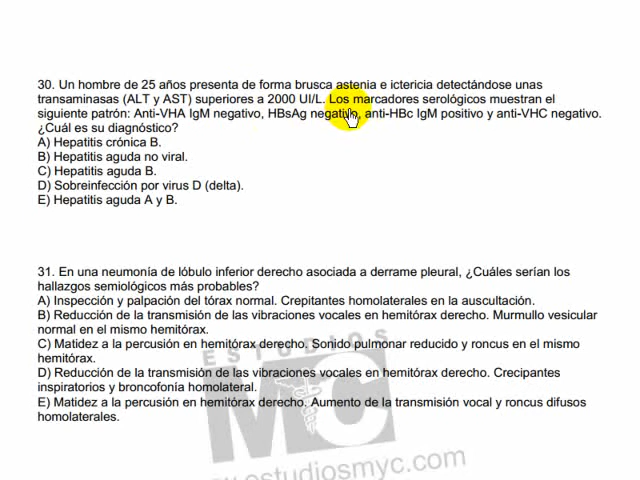 30. Un hombre de 25 años presenta de forma brusca astenia e ictericia detectándose unas
transaminasas (ALT y AST) superiores a 2000 UI/L. Los marcadores serológicos muestran el
siguiente patrón: Anti-VHA IgM negativo, HBsAg negativo, anti-HBc IgM positivo y anti-VHC negativo.
¿Cuál es su diagnóstico?
A) Hepatitis crónica B.
B) Hepatitis aguda no viral.
C) Hepatitis aguda B.
D) Sobreinfección por virus D (delta).
E) Hepatitis aguda A y B.
31. En una neumonía de lóbulo inferior derecho asociada a derrame pleural, ¿Cuáles serían los
hallazgos semiológicos más probables?
A) Inspección y palpación del tórax normal. Crepitantes homolaterales en la auscultación.
B) Reducción de la transmisión de las vibraciones vocales en hemitórax derecho. Murmullo vesicular
normal en el mismo hemitórax.
C) Matidez a la percusión en hemitórax derecho. Sonido pulmonar reducido y roncus en el mismo
hemitórax.
D) Reducción de la transmisión de las vibraciones vocales en hemitórax derecho. Crecipantes
inspiratorios y broncofonía homolateral.
E) Matidez a la percusión en hemitórax derecho. Aumento de la transmisión vocal y roncus difusos
homolaterales.
ESTUDIOS
MC
www.estudiosmyc.com